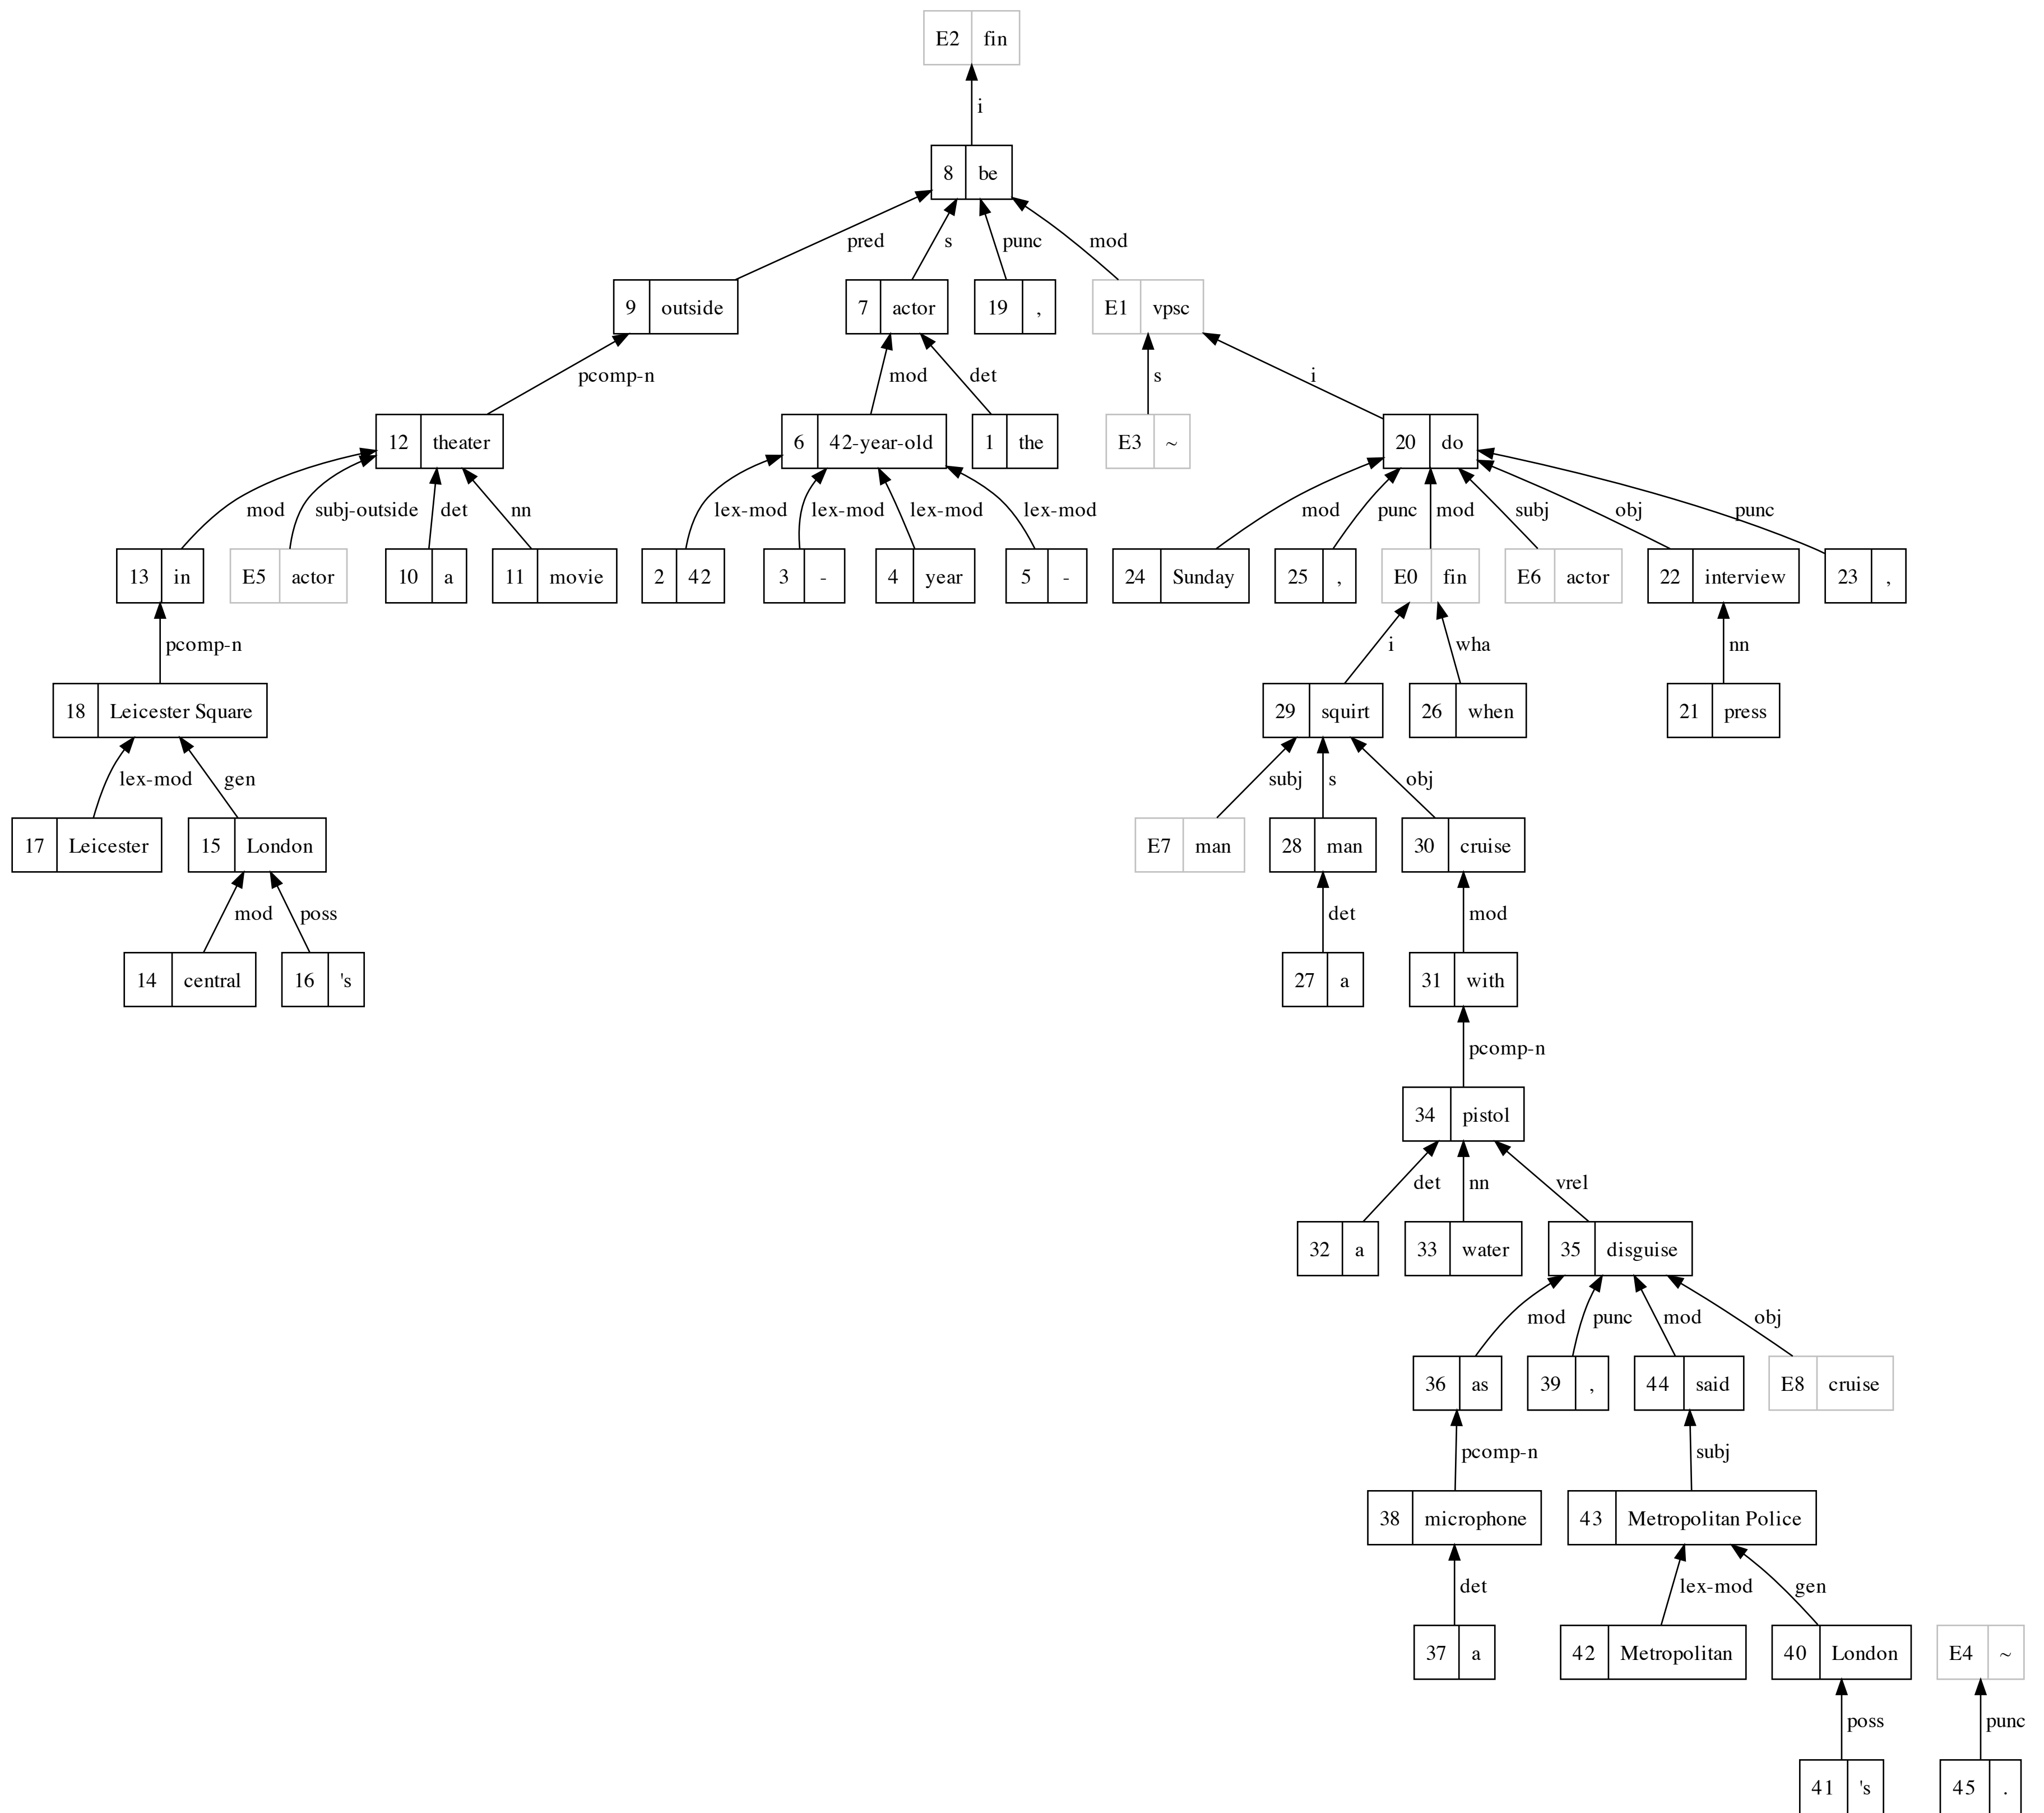 E2 fin
i
8 be
pred s punc mod
9 outside 7 actor 19 , E1 vpsc
pcomp-n mod det s i
12 theater 6 42-year-old 1 the E3 ~ 20 do
mod subj-outside det nn lex-mod lex-mod lex-mod lex-mod mod punc mod subj obj punc
13 in E5 actor 10 a 11 movie 2 42 3 - 4 year 5 - 24 Sunday 25 , E0 fin E6 actor 22 interview 23 ,
pcomp-n i wha nn
18 Leicester Square 29 squirt 26 when 21 press
lex-mod gen subj s obj
17 Leicester 15 London E7 man 28 man 30 cruise
mod poss det mod
14 central 16 's 27 a 31 with
pcomp-n
34 pistol
det nn vrel
32 a 33 water 35 disguise
mod punc mod obj
36 as 39 , 44 said E8 cruise
pcomp-n subj
38 microphone 43 Metropolitan Police
det lex-mod gen
37 a 42 Metropolitan 40 London E4 ~
poss punc
41 's 45 .